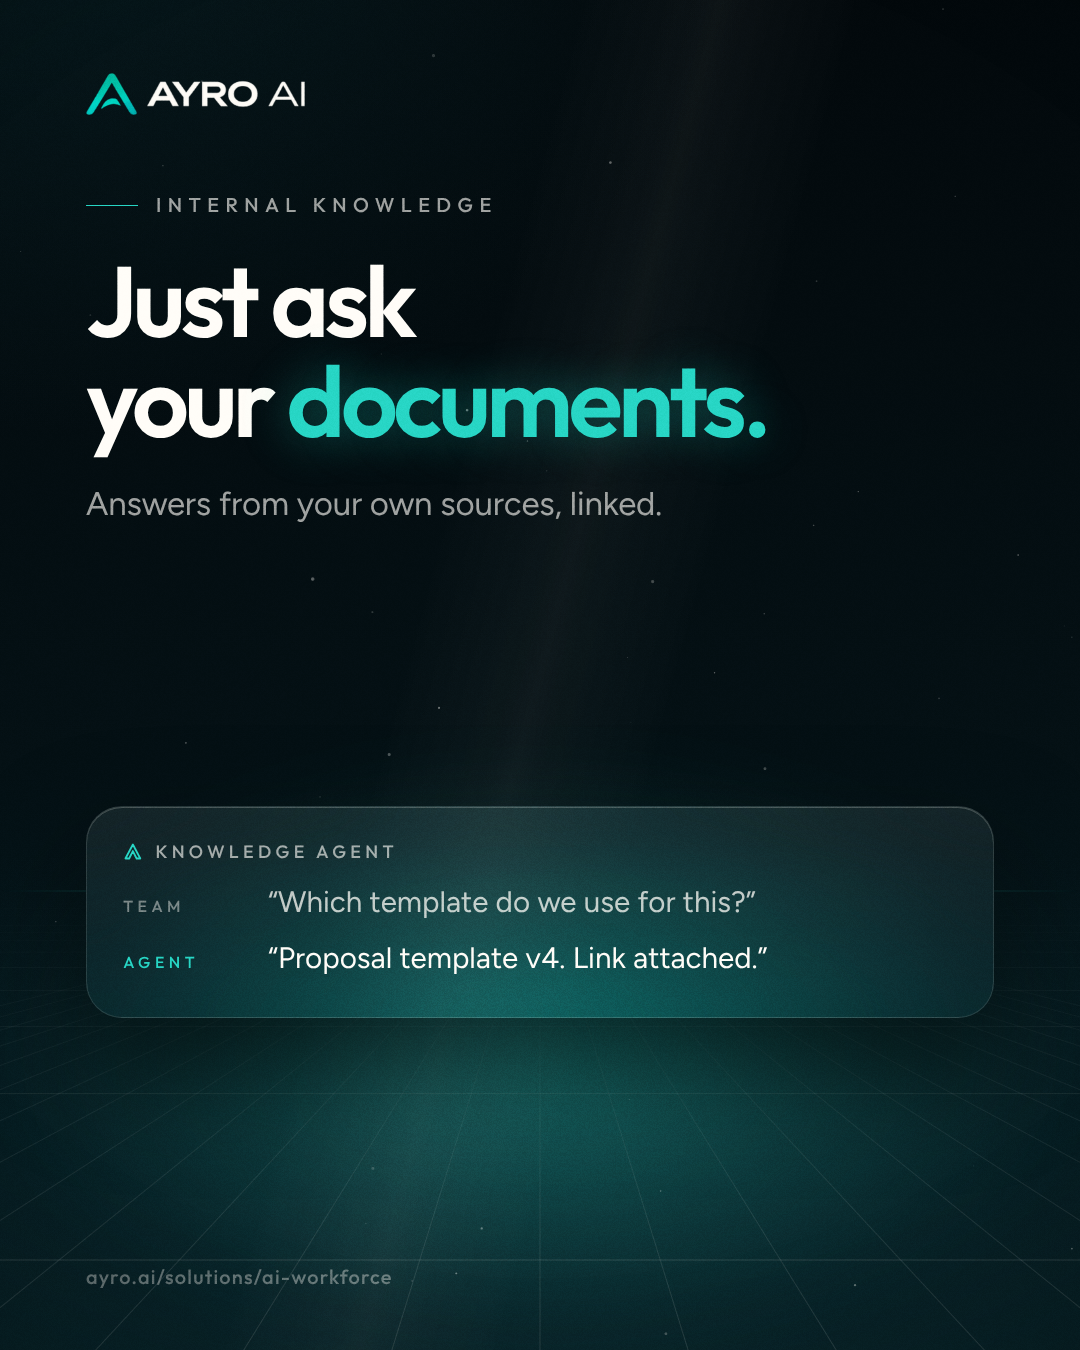 AYRO AI
INTERNAL KNOWLEDGE
Just ask
your documents.
Answers from your own sources, linked.
KNOWLEDGE AGENT
TEAM “Which template do we use for this?”
AGENT “Proposal template v4. Link attached.”
ayro.ai/solutions/ai-workforce